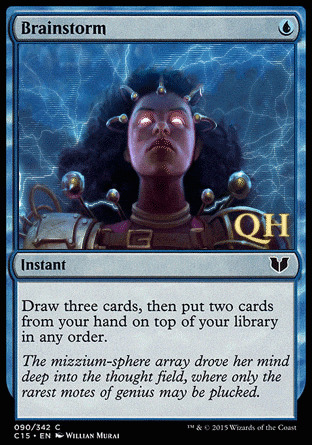 Brainstorm
QH
Instant
Draw three cards, then put two cards
from your hand on top of your library
in any order.
The mizzium-sphere array drove her mind
deep into the thought field, where only the
rarest motes of genius may be plucked.
090/342 C
C15 • EN Willian Murai
™ & © 2015 Wizards of the Coast